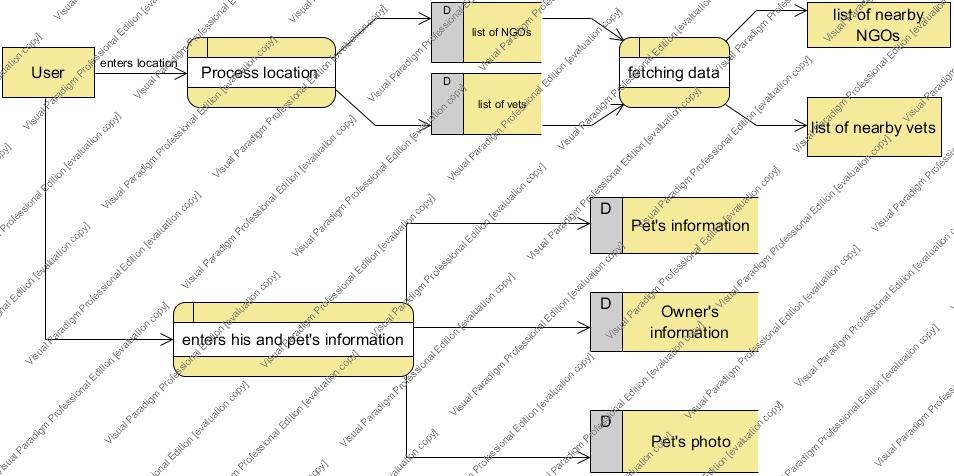 User
enters location
Process location
D
list of NGOs
D
list of vets
fetching data
list of nearby
NGOs
list of nearby vets
D
Pet's information
enters his and pet's information
D
Owner's
information
D
Pet's photo
Visual Paradigm Professional Edition [evaluation copy]